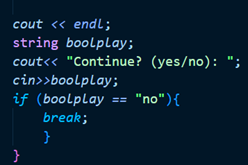 cout << endl;
string boolplay;
cout<< "Continue? (yes/no): ";
cin>>boolplay;
if (boolplay == "no"){
break;
}
}